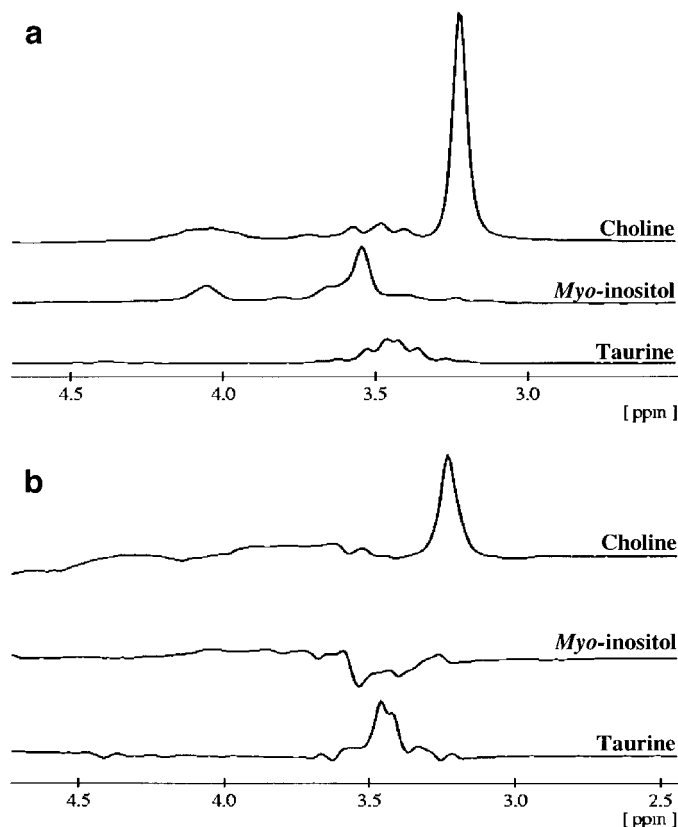 a
Choline
Myo-inositol
Taurine
4.5 4.0 3.5 3.0
[ppm]
b
Choline
Myo-inositol
Taurine
4.5 4.0 3.5 3.0 2.5
[ppm]